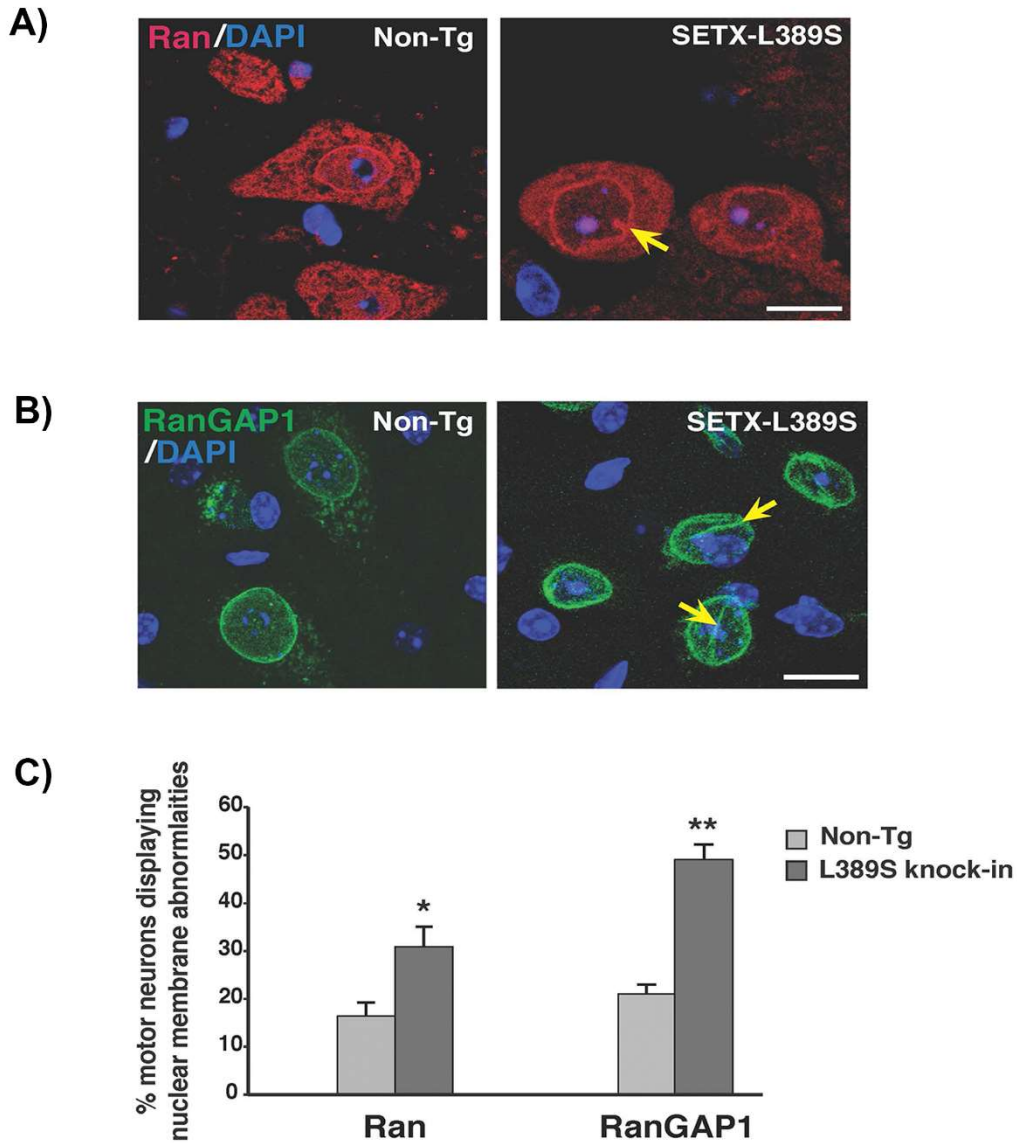 A)
Ran/DAPI
Non-Tg
SETX-L389S
B)
RanGAP1
/DAPI
Non-Tg
SETX-L389S
C)
% motor neurons displaying
nuclear membrane abnormlaities
60
50
40
30
20
10
0
*
**
Non-Tg
L389S knock-in
Ran
RanGAP1